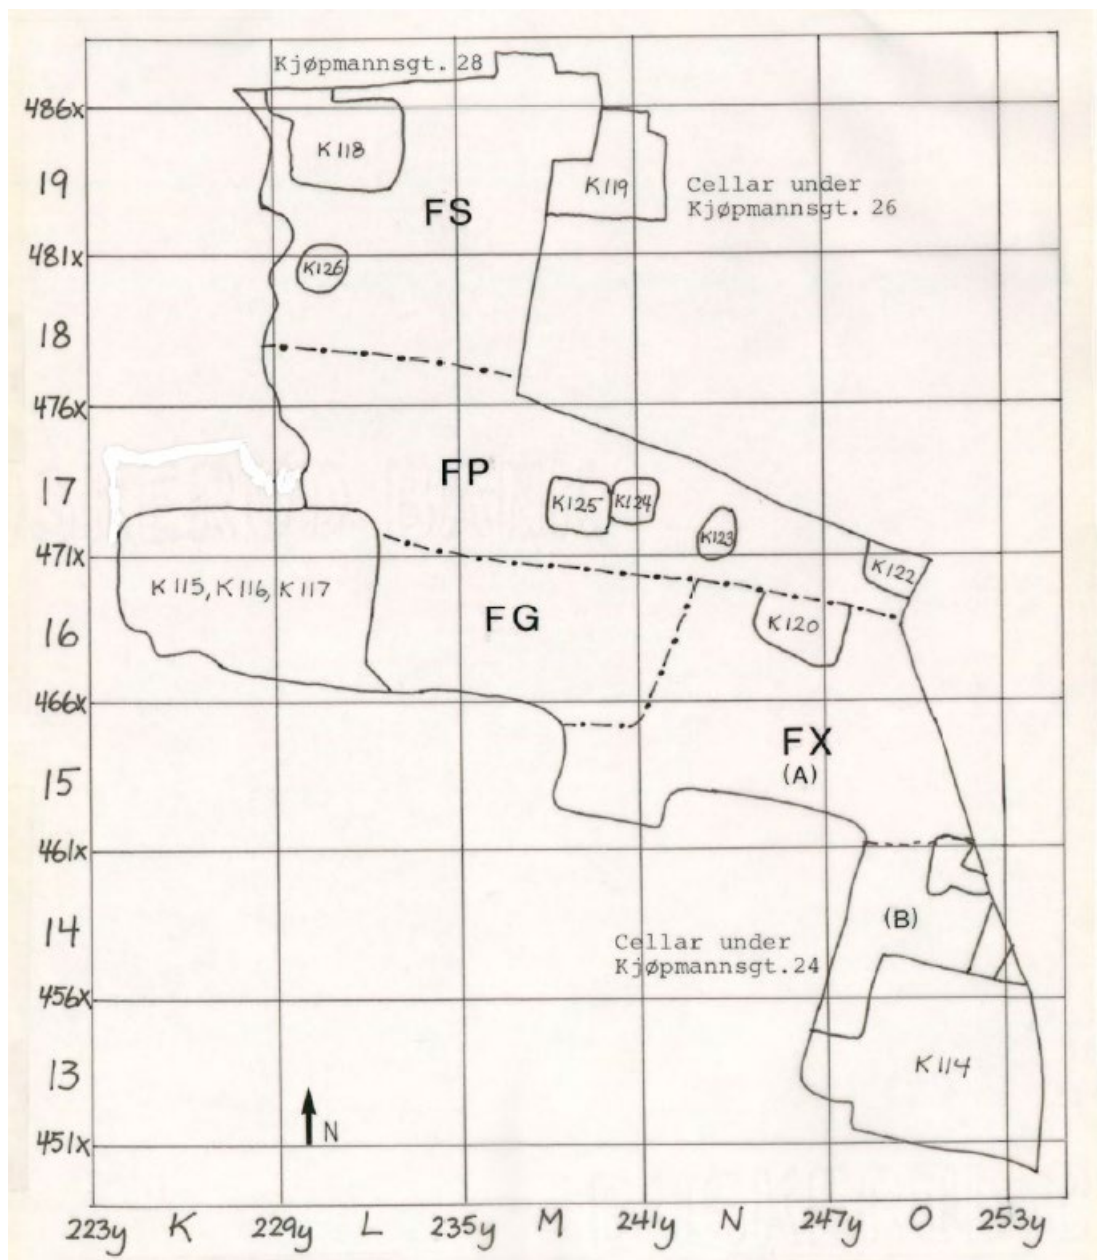 Kjøpmannsgt. 28
486x
K118
19
K119
Cellar under
Kjøpmannsgt. 26
FS
481x
K126
18
476x
FP
17
K125
K124
K123
471x
K122
K115, K116, K117
FG
K120
16
466x
FX
(A)
15
461x
(B)
14
Cellar under
Kjøpmannsgt. 24
456x
K114
13
N
451x
223y K 229y L 235y M 241y N 247y O 253y